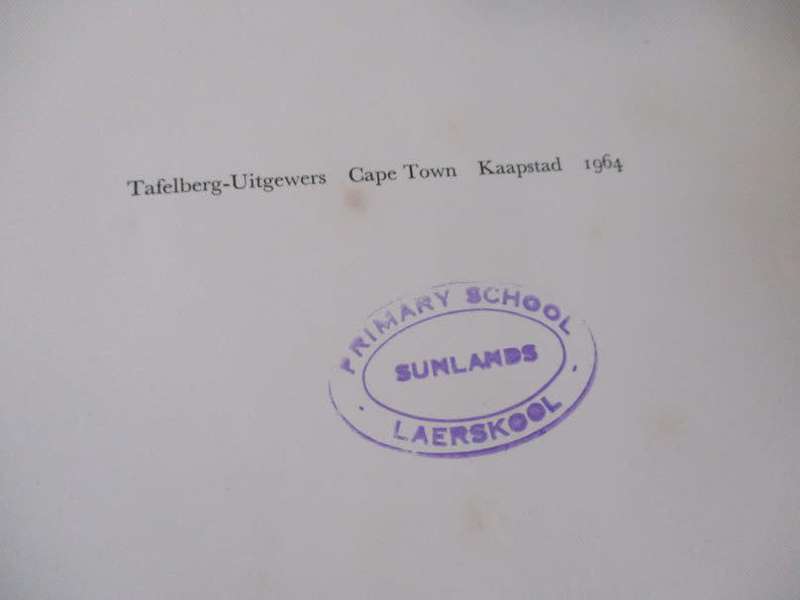 Tafelberg-Uitgewers Cape Town Kaapstad 1964
PRIMARY SCHOOL
SUNLANDS
LAERSKOOL